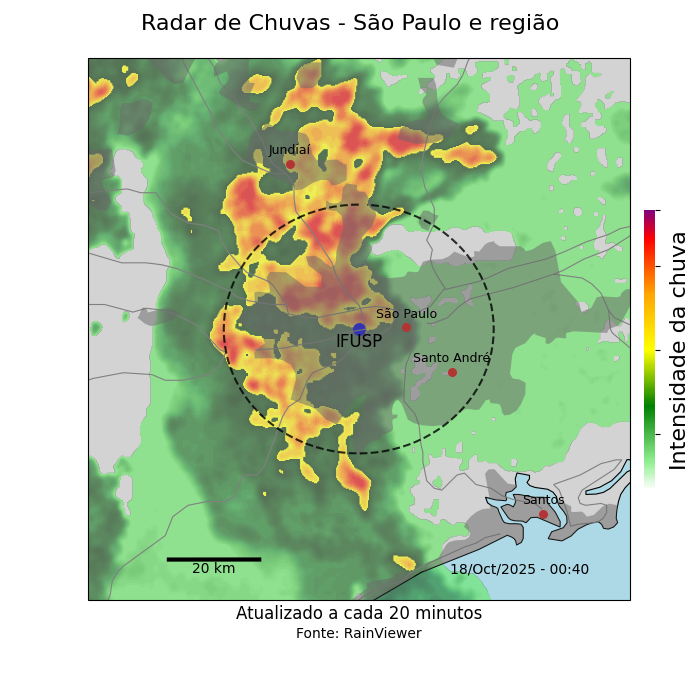 Radar de Chuvas - São Paulo e região
Jundiaí
São Paulo
IFUSP
Santo André
Santos
20 km
18/Oct/2025 - 00:40
Intensidade da chuva
Atualizado a cada 20 minutos
Fonte: RainViewer